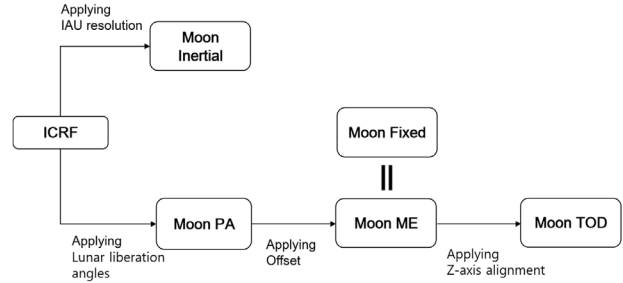 Applying
IAU resolution
Moon
Inertial
ICRF
Moon Fixed
Moon PA
Moon ME
Moon TOD
Applying
Lunar liberation
angles
Applying
Offset
Applying
Z-axis alignment